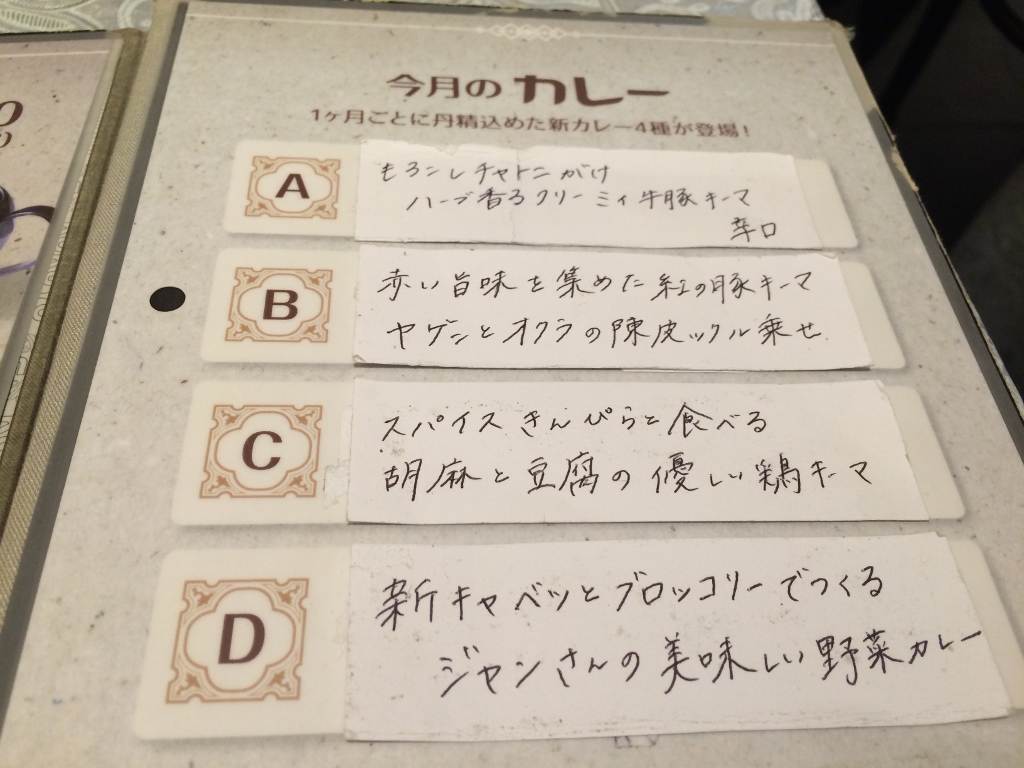 今月の カレー
1ヶ月ごとに丹精込めた新カレー4種が登場!
A
もろこしチャトニがけ
ハーブ香るクリーミィ牛豚キーマ
辛口
B
赤い旨味を集めた紅の豚キーマ
ヤゲンとオクラの陳皮ックル乗せ
C
スパイスきんぴらと食べる
胡麻と豆腐の優しい鶏キーマ
D
新キャベツとブロッコリーでつくる
ジャンさんの美味しい野菜カレー